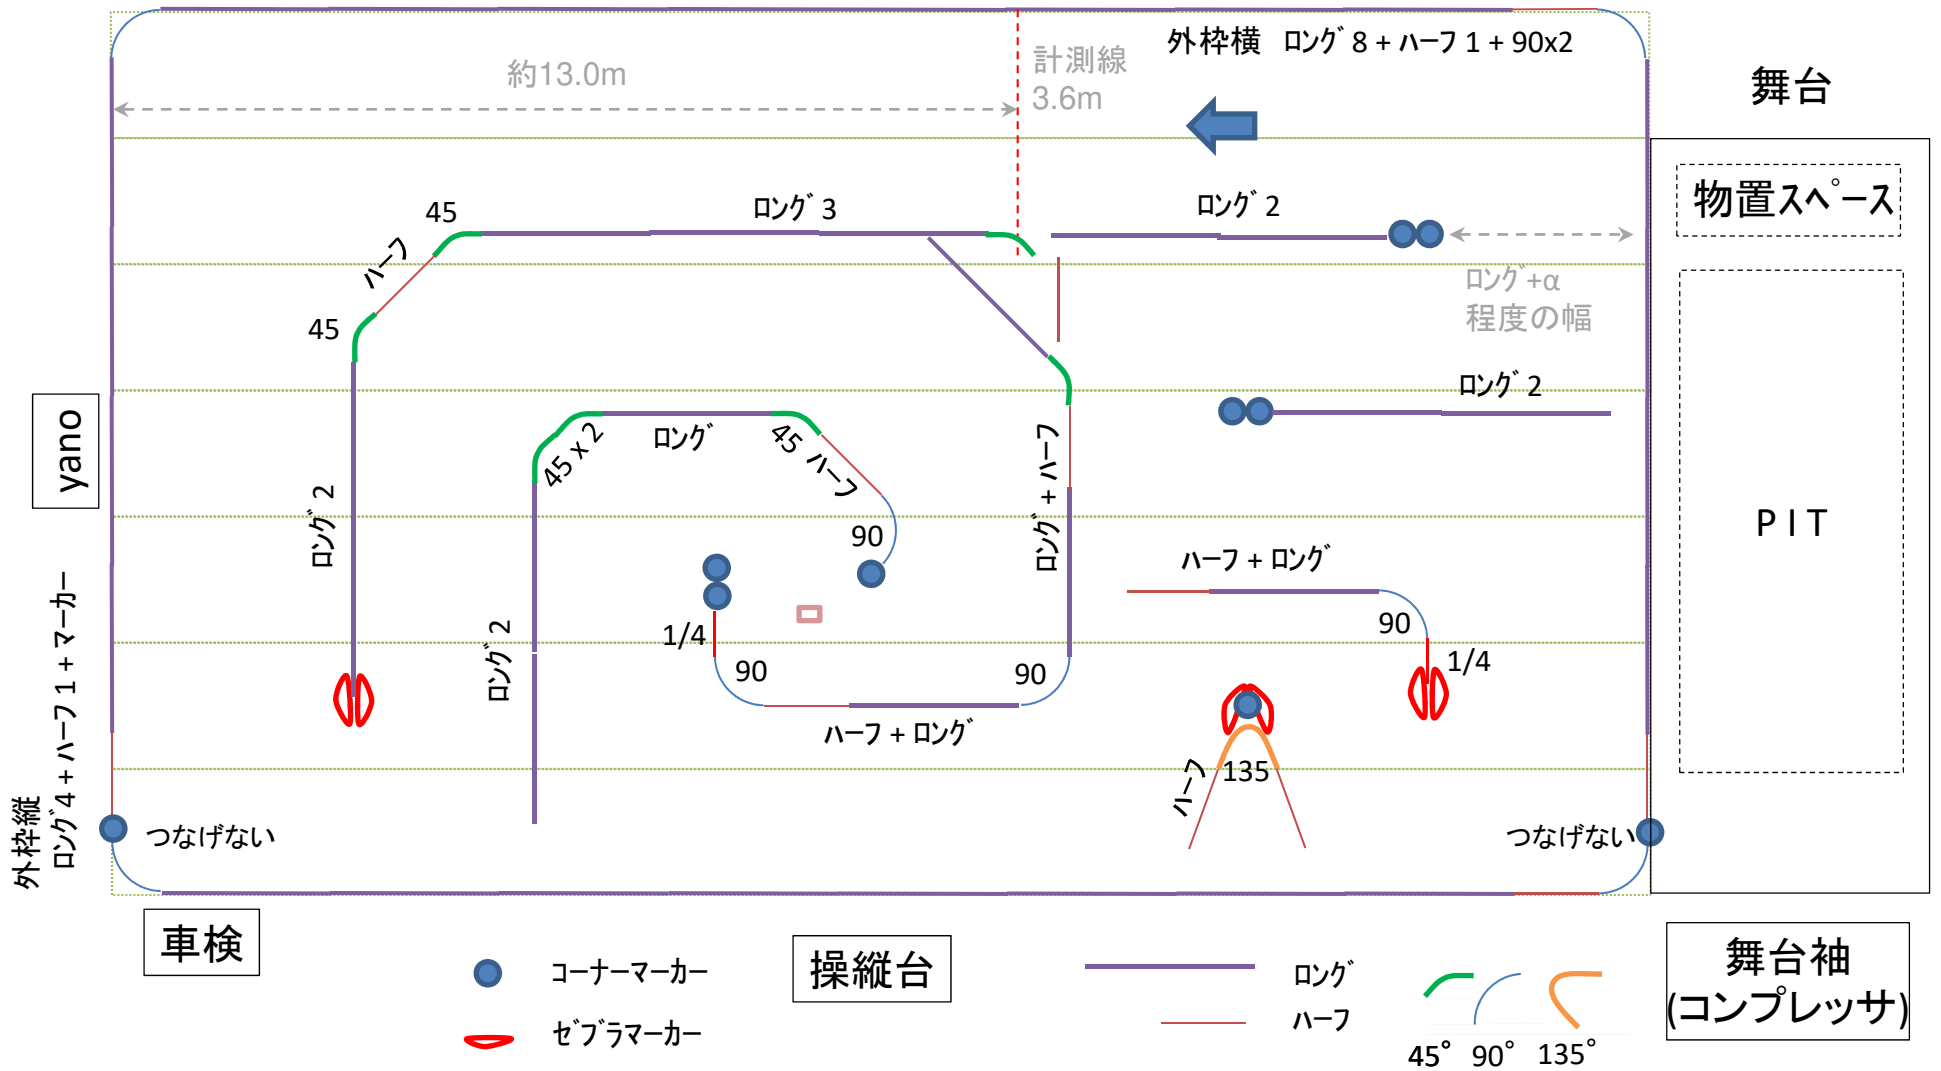 外枠横 ロング 8 + ハーフ 1 + 90x2
約13.0m
計測線
3.6m
舞台
物置スペース
45
ロング 3
ロング 2
ハーフ
ロング+α
程度の幅
45
ロング 2
yano
45 x 2
ロング
45 ハーフ
ロング + ハーフ
ロング 2
90
P I T
ハーフ + ロング
外枠縦
ロング 4 + ハーフ 1 + マーカー
ロング 2
1/4
90
90
90
1/4
ハーフ + ロング
ハーフ
135
つなげない
つなげない
車検
操縦台
コーナーマーカー
ゼブラマーカー
ロング
ハーフ
45°
90°
135°
舞台袖
(コンプレッサ)